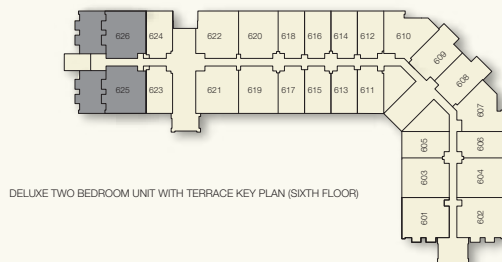 626 624 622 620 618 616 614 612 610
609
608
607
625 623 621 619 617 615 613 611
605 606
603 604
601 602
DELUXE TWO BEDROOM UNIT WITH TERRACE KEY PLAN (SIXTH FLOOR)